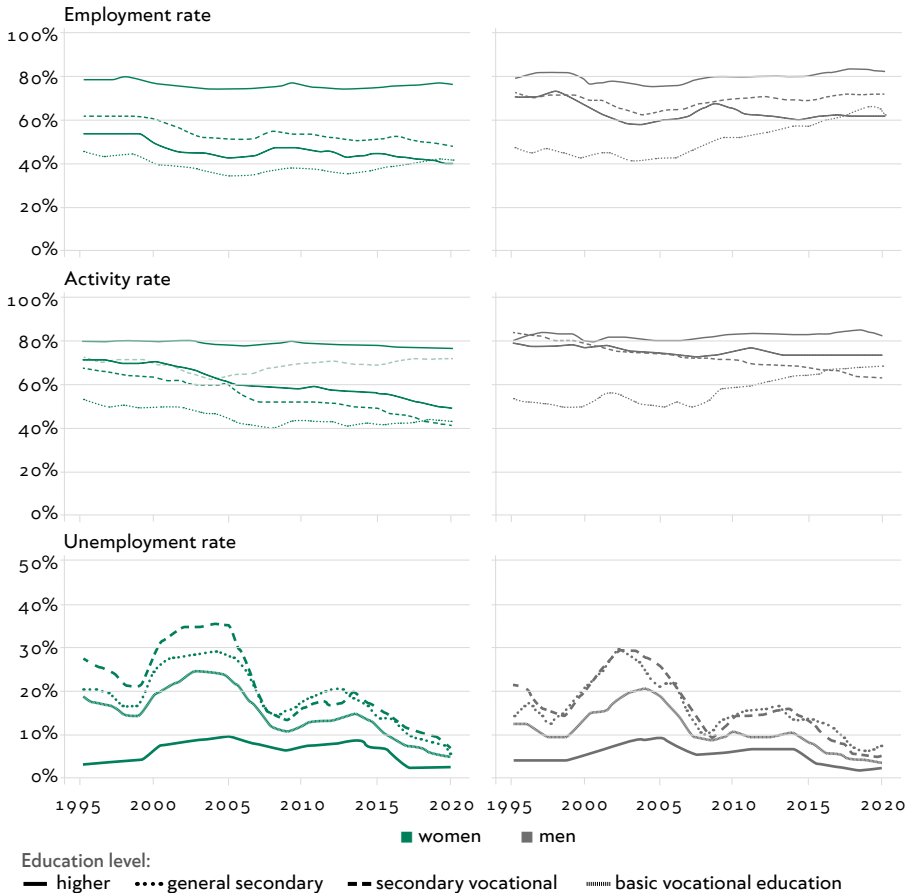 Employment rate
100%
80%
60%
40%
20%
0%
Activity rate
100%
80%
60%
40%
20%
0%
Unemployment rate
50%
40%
30%
20%
10%
0%
1995 2000 2005 2010 2015 2020 1995 2000 2005 2010 2015 2020
women men
Education level:
higher general secondary secondary vocational basic vocational education